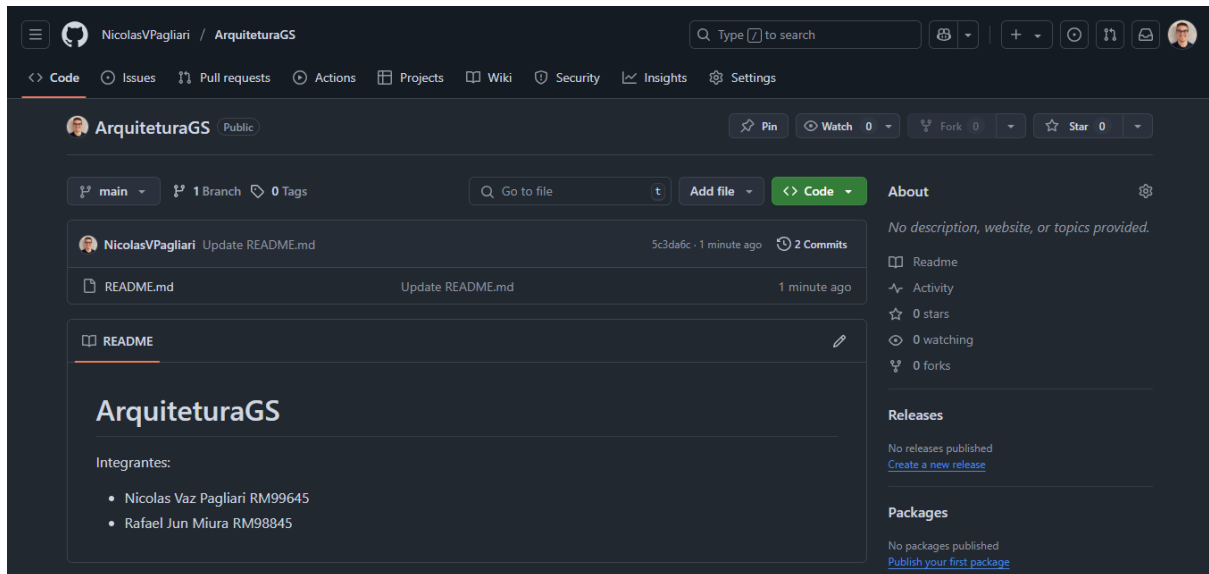 NicolasVPagliari / ArquiteturaGS Type / to search
Code Issues Pull requests Actions Projects Wiki Security Insights Settings
ArquiteturaGS Public Pin Watch 0 Fork 0 Star 0
main 1 Branch 0 Tags Go to file t Add file Code
NicolasVPagliari Update README.md 5c3da6c · 1 minute ago 2 Commits
README.md Update README.md 1 minute ago
README
ArquiteturaGS
Integrantes:
• Nicolas Vaz Pagliari RM99645
• Rafael Jun Miura RM98845
About
No description, website, or topics provided.
Readme
Activity
0 stars
0 watching
0 forks
Releases
No releases published
Create a new release
Packages
No packages published
Publish your first package